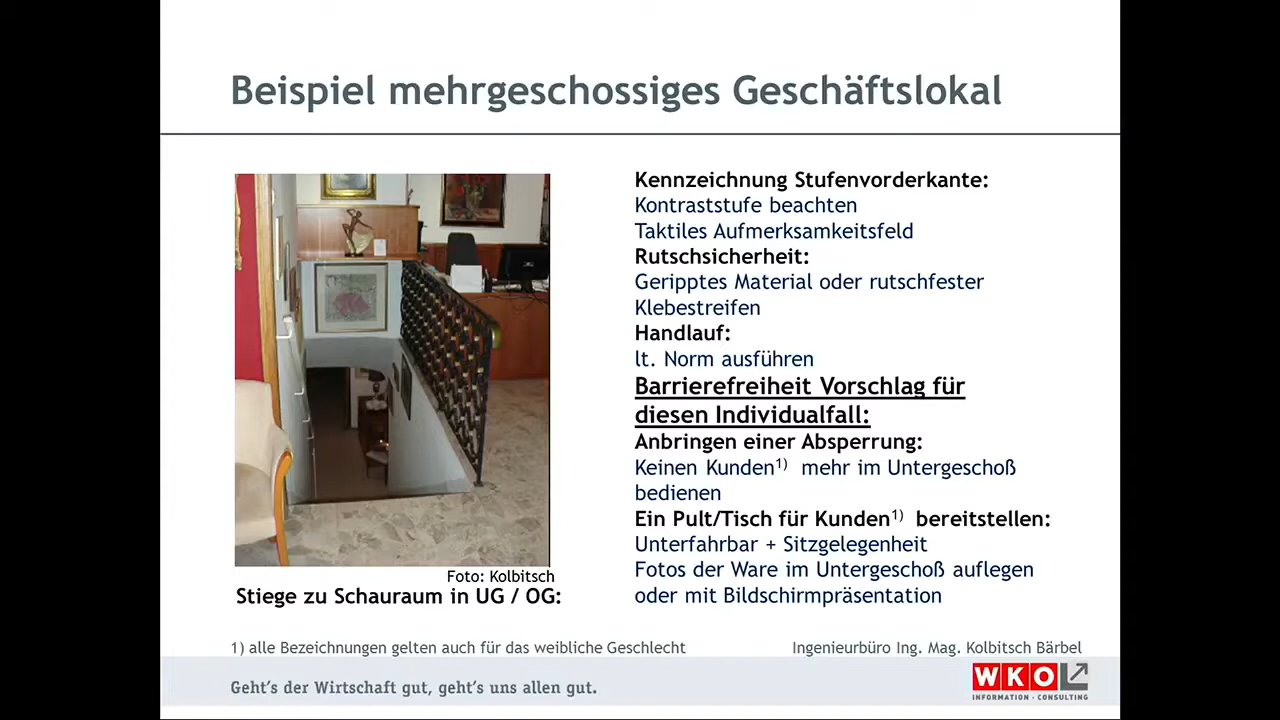 Beispiel mehrgeschossiges Geschäftslokal
Kennzeichnung Stufenvorderkante:
Kontraststufe beachten
Taktiles Aufmerksamkeitsfeld
Rutschsicherheit:
Geripptes Material oder rutschfester
Klebestreifen
Handlauf:
lt. Norm ausführen
Barrierefreiheit Vorschlag für
diesen Individualfall:
Anbringen einer Absperrung:
Keinen Kunden1) mehr im Untergeschoß
bedienen
Ein Pult/Tisch für Kunden1) bereitstellen:
Unterfahrbar + Sitzgelegenheit
Fotos der Ware im Untergeschoß auflegen
oder mit Bildschirmpräsentation
Foto: Kolbitsch
Stiege zu Schauraum in UG / OG:
1) alle Bezeichnungen gelten auch für das weibliche Geschlecht
Ingenieurbüro Ing. Mag. Kolbitsch Bärbel
Geht's der Wirtschaft gut, geht's uns allen gut.
WKO
INFORMATION · CONSULTING